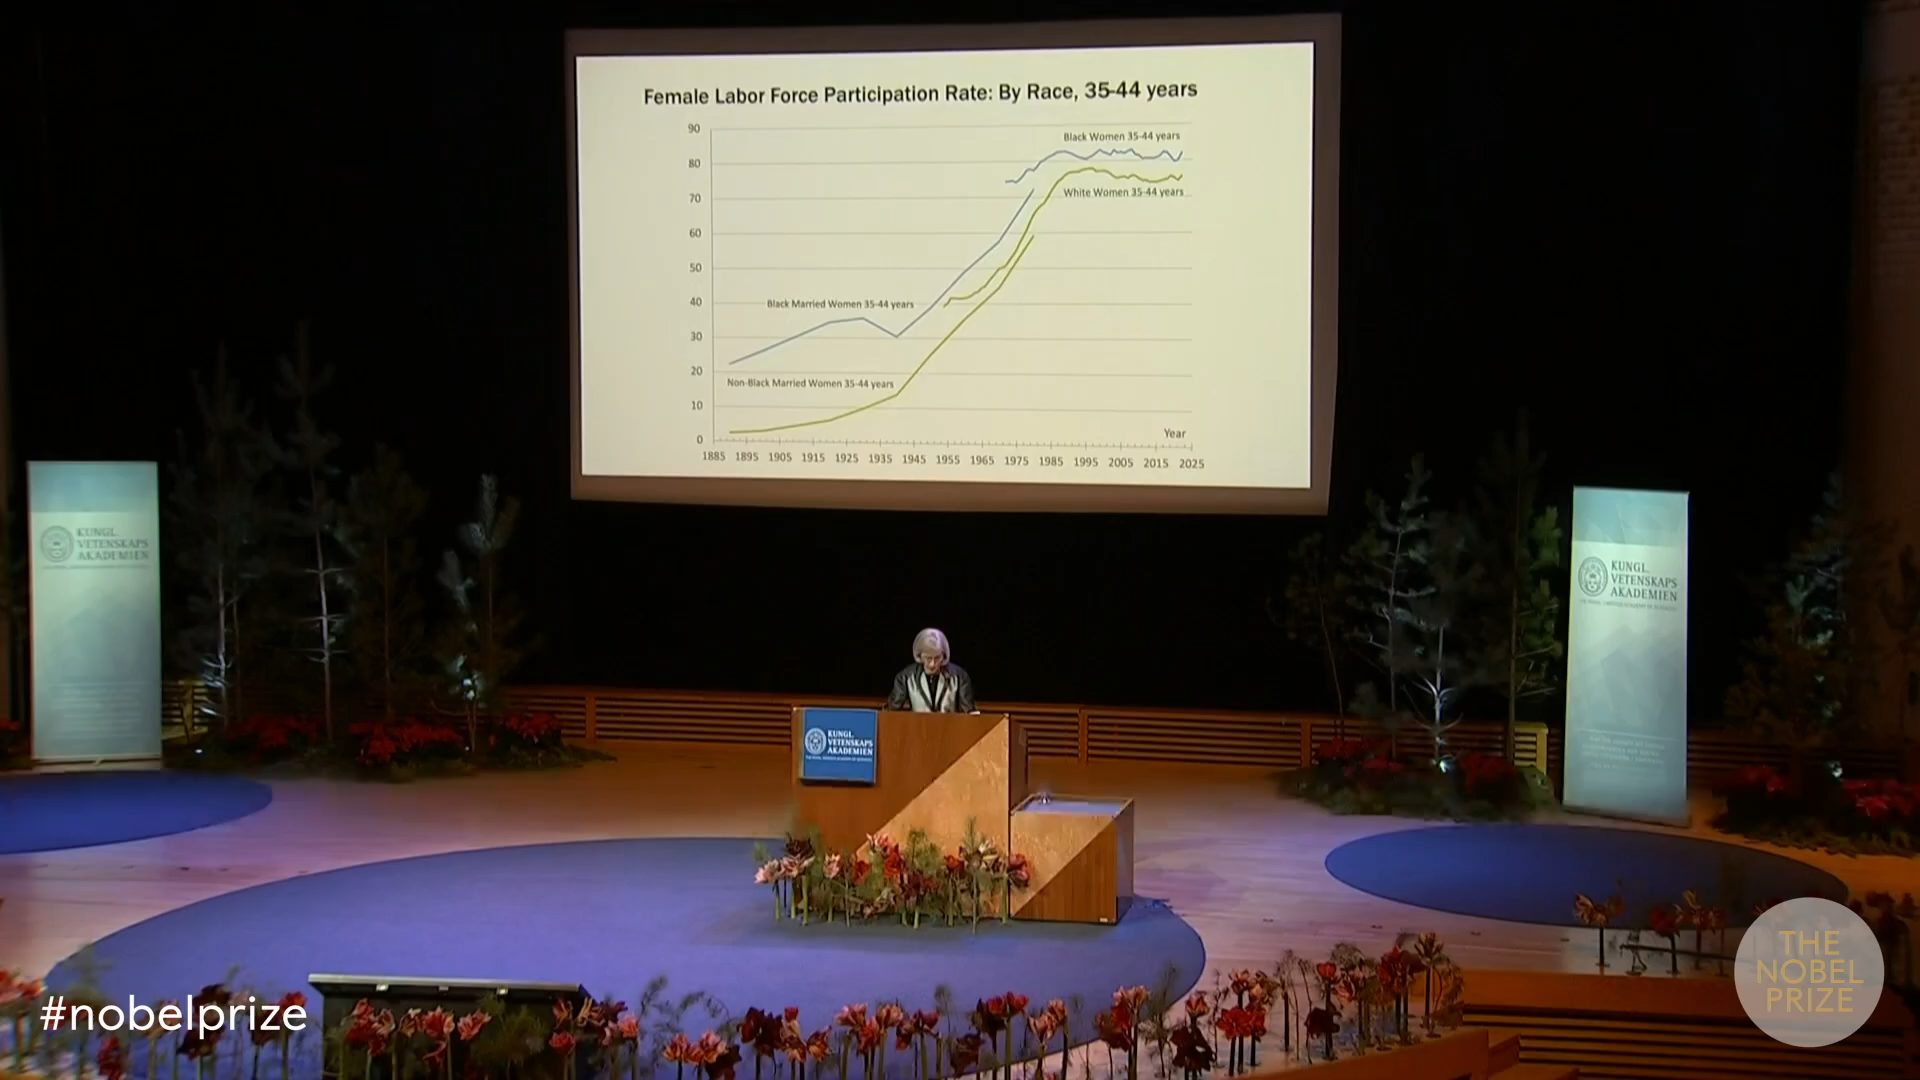 Female Labor Force Participation Rate: By Race, 35-44 years
90
Black Women 35-44 years
80
White Women 35-44 years
70
60
50
40
Black Married Women 35-44 years
30
20
Non-Black Married Women 35-44 years
10
0
Year
1885 1895 1905 1915 1925 1935 1945 1955 1965 1975 1985 1995 2005 2015 2025
KUNGL.
VETENSKAPS
AKADEMIEN
KUNGL.
VETENSKAPS
AKADEMIEN
KUNGL.
VETENSKAPS
AKADEMIEN
#nobelprize
THE
NOBEL
PRIZE